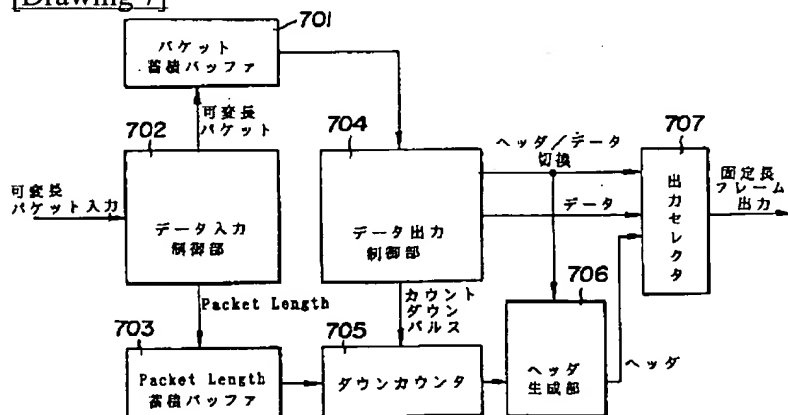 [Drawing 7]
701
パケット
蓄積バッファ
可変長
パケット
702
704
ヘッダ/データ
切換
707
可変長
パケット入力
データ入力
制御部
データ出力
制御部
データ
出力セレクタ
固定長
フレーム
出力
Packet Length
カウント
ダウン
パルス
706
703
705
Packet Length
蓄積バッファ
ダウンカウンタ
ヘッダ
生成部
ヘッダ